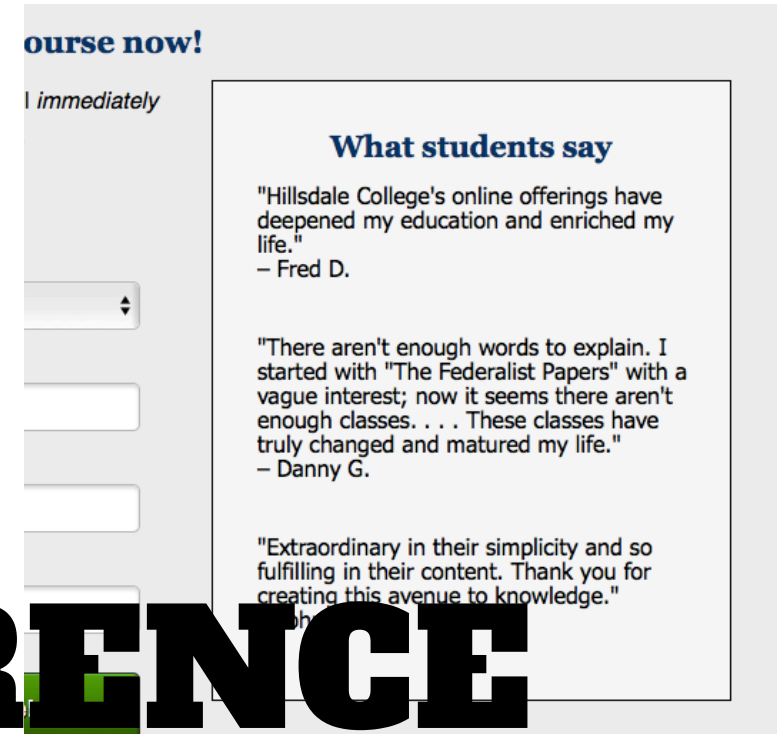 ourse now!
immediately
What students say
"Hillsdale College's online offerings have
deepened my education and enriched my
life."
– Fred D.
"There aren't enough words to explain. I
started with "The Federalist Papers" with a
vague interest; now it seems there aren't
enough classes. . . . These classes have
truly changed and matured my life."
– Danny G.
"Extraordinary in their simplicity and so
fulfilling in their content. Thank you for
creating this avenue to knowledge."
RENCE